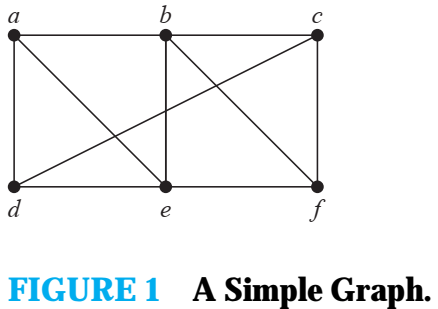 a b c
d e f
FIGURE 1 A Simple Graph.